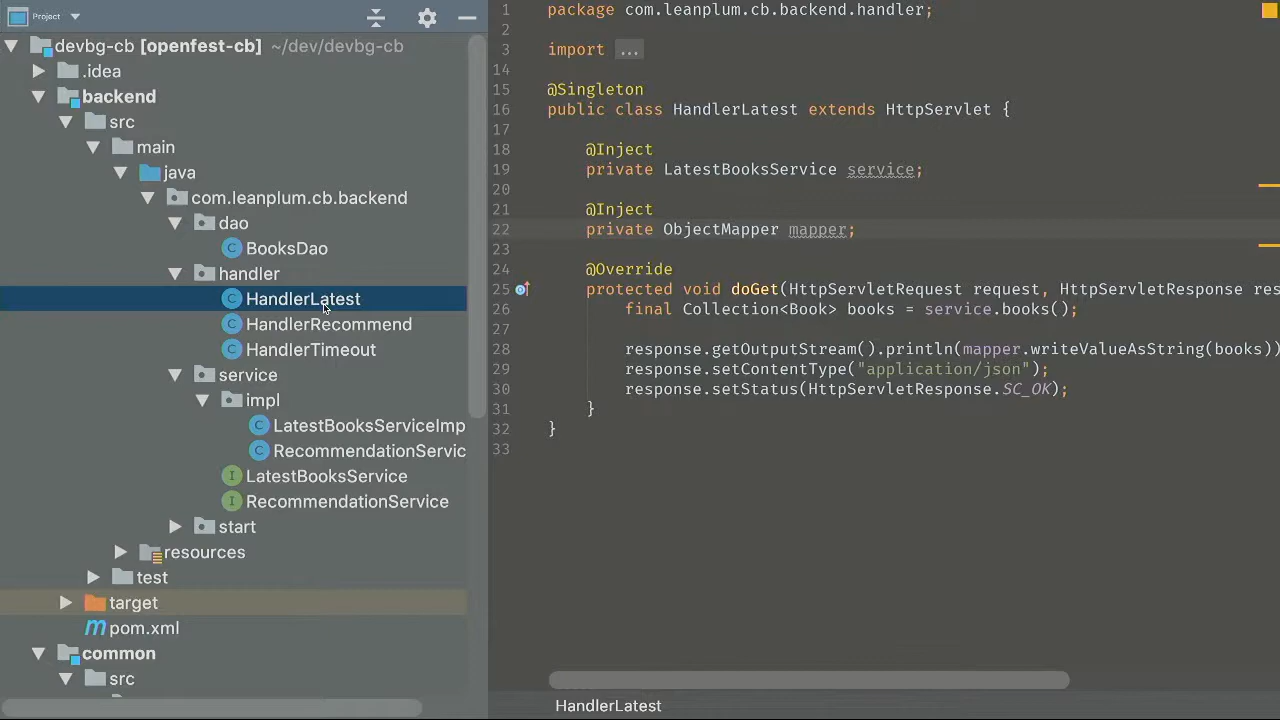 Project
devbg-cb [openfest-cb] ~/dev/devbg-cb
.idea
backend
src
main
java
com.leanplum.cb.backend
dao
BooksDao
handler
HandlerLatest
HandlerRecommend
HandlerTimeout
service
impl
LatestBooksServiceImp
RecommendationServic
LatestBooksService
RecommendationService
start
resources
test
target
pom.xml
common
src
1 package com.leanplum.cb.backend.handler;
2
3 import ...
14
15 @Singleton
16 public class HandlerLatest extends HttpServlet {
17
18 @Inject
19 private LatestBooksService service;
20
21 @Inject
22 private ObjectMapper mapper;
23
24 @Override
25 protected void doGet(HttpServletRequest request, HttpServletResponse res
26 final Collection<Book> books = service.books();
28 response.getOutputStream().println(mapper.writeValueAsString(books))
29 response.setContentType("application/json");
30 response.setStatus(HttpServletResponse.SC_OK);
31 }
32 }
33
HandlerLatest